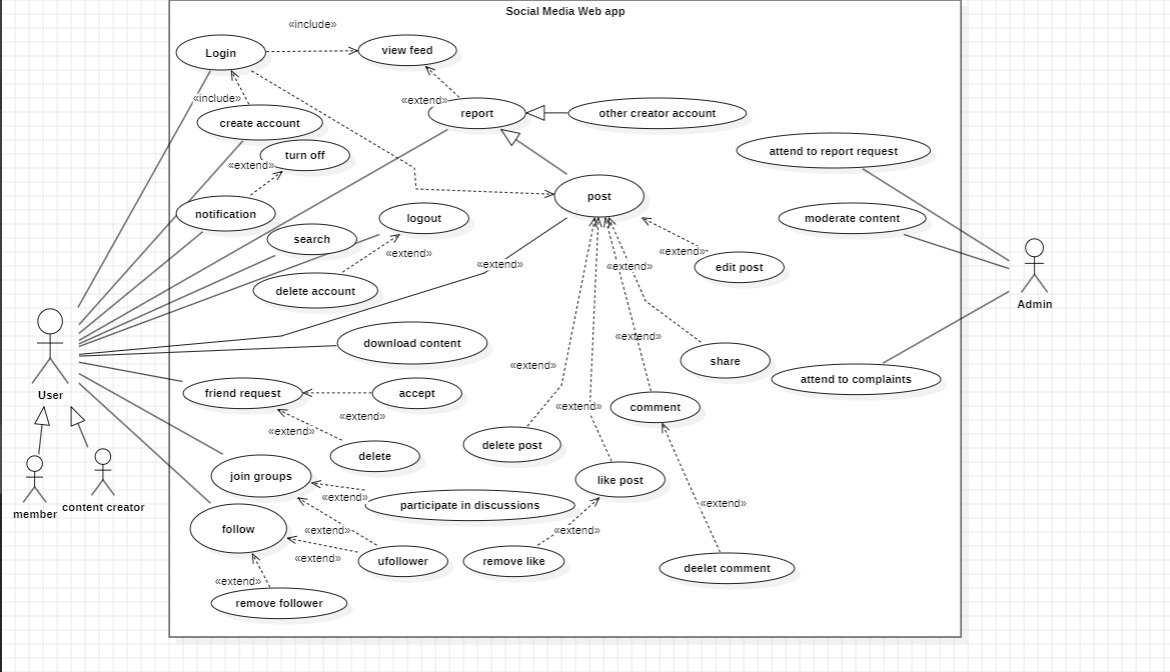 Social Media Web app
«include»
Login
view feed
«include»
«extend»
create account
report
other creator account
turn off
«extend»
attend to report request
post
notification
logout
moderate content
search
«extend»
«extend»
«extend»
«extend»
edit post
delete account
Admin
User
download content
«extend»
«extend»
share
attend to complaints
friend request
accept
«extend»
«extend»
«extend»
comment
delete post
delete
like post
join groups
«extend»
participate in discussions
«extend»
member
content creator
follow
«extend»
«extend»
«extend»
ufollower
remove like
deelet comment
«extend»
remove follower